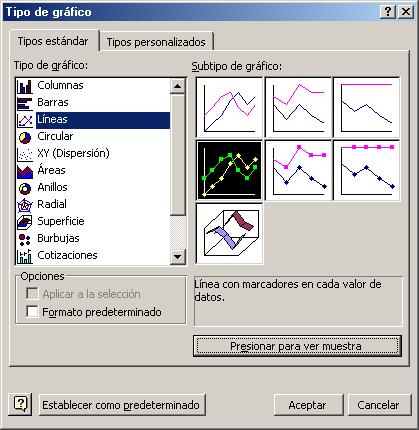 Tipo de gráfico
Tipos estándar
Tipos personalizados
Tipo de gráfico:
Columnas
Barras
Líneas
Circular
XY (Dispersión)
Áreas
Anillos
Radial
Superficie
Burbujas
Cotizaciones
Subtipo de gráfico:
Opciones
Aplicar a la selección
Formato predeterminado
Línea con marcadores en cada valor de
datos.
Presionar para ver muestra
Establecer como predeterminado
Aceptar
Cancelar